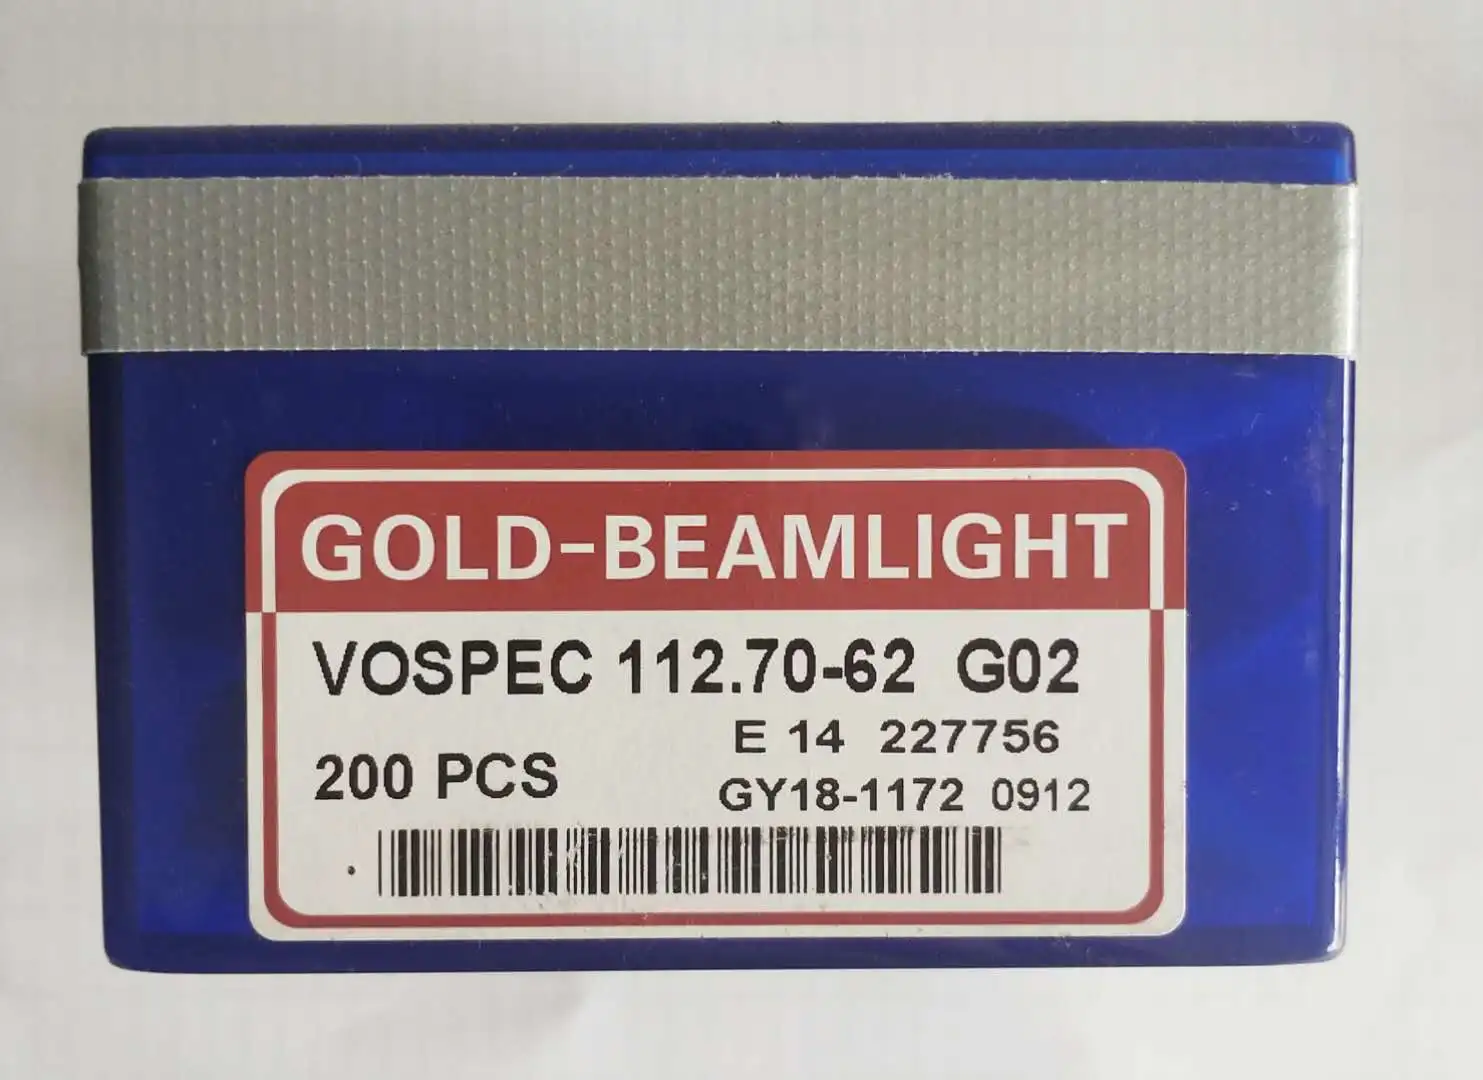 GOLD-BEAMLIGHT
VOSPEC 112.70-62 G02
E 14 227756
200 PCS
GY18-1172 0912